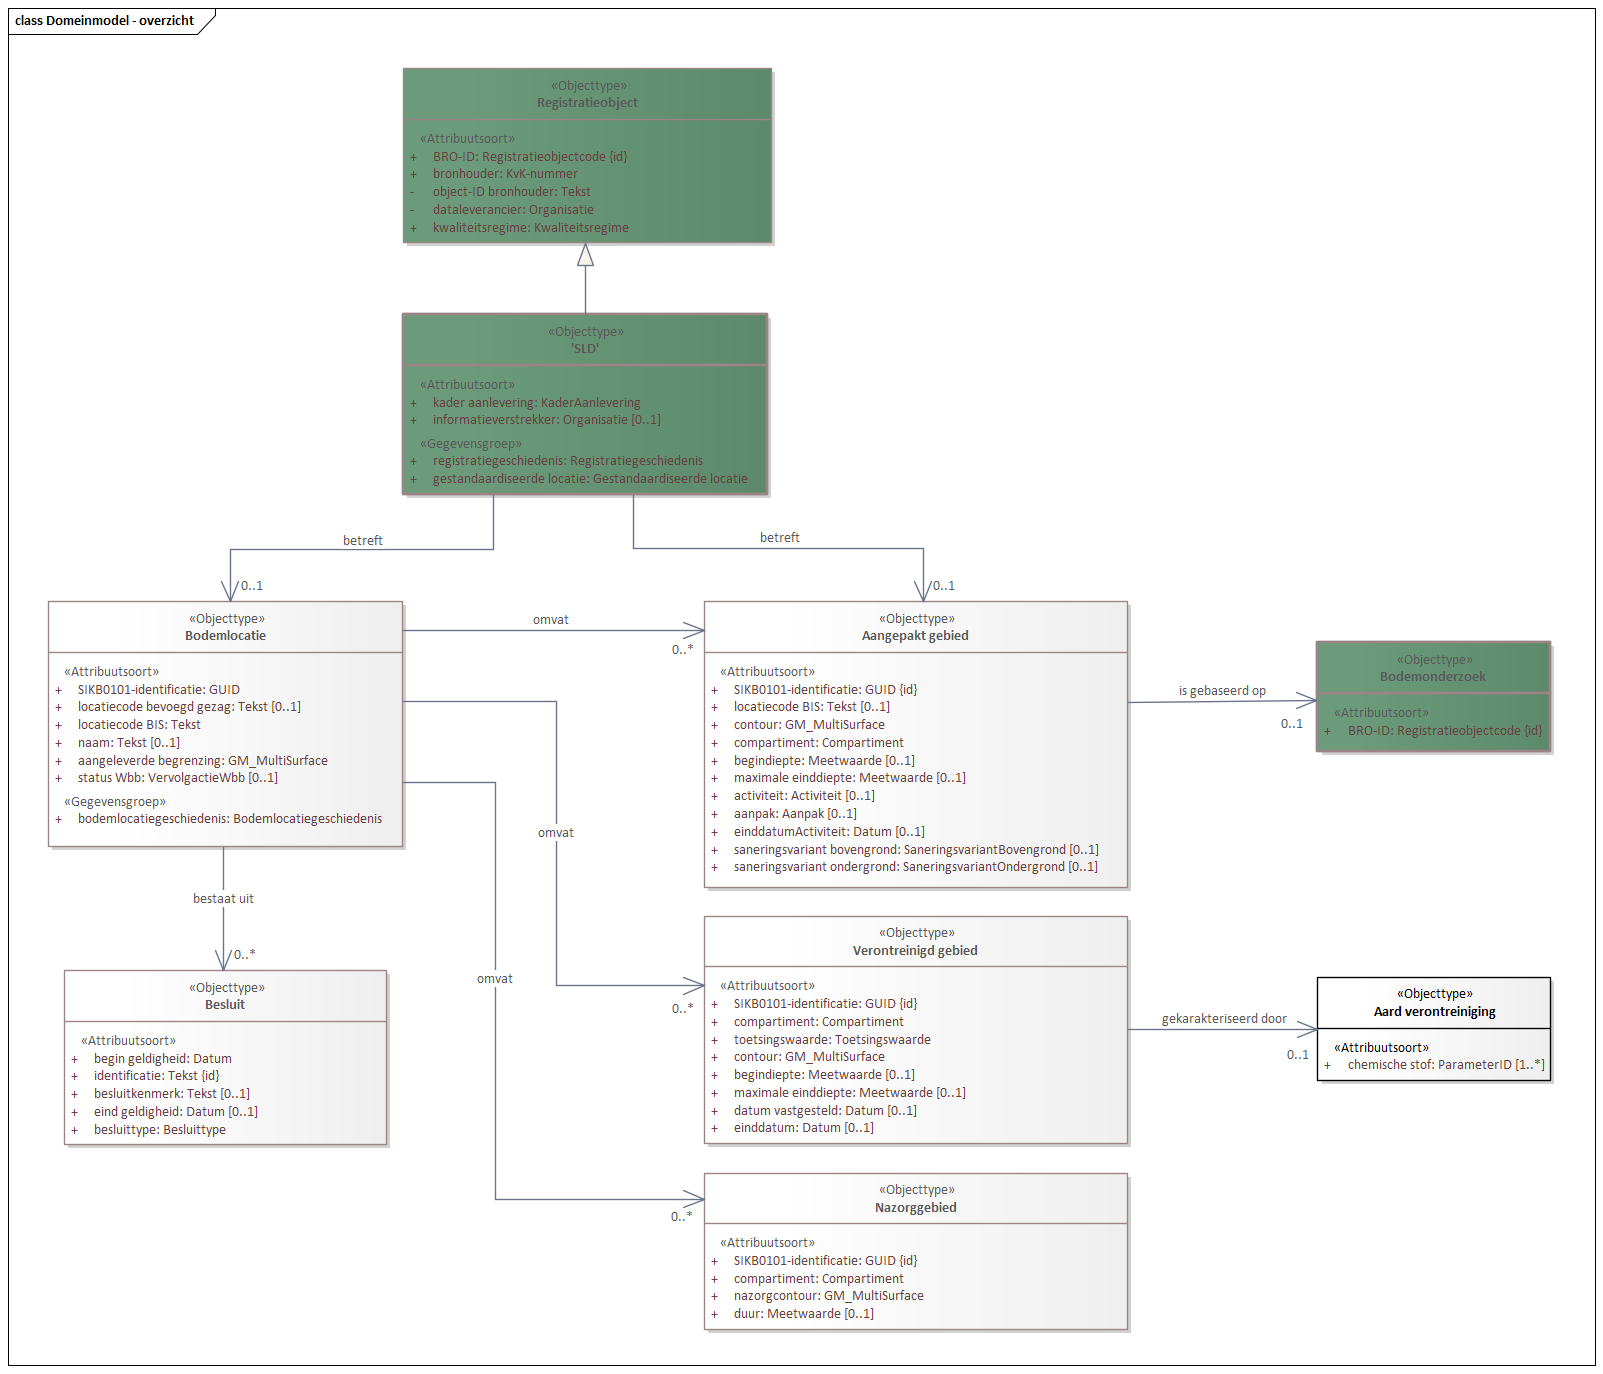 class Domeinmodel - overzicht
«Objecttype»
Registratieobject
«Attribuutsoort»
+ BRO-ID: Registratieobjectcode {id}
+ bronhouder: KvK-nummer
- object-ID bronhouder: Tekst
- dataleverancier: Organisatie
+ kwaliteitsregime: Kwaliteitsregime
«Objecttype»
'SLD'
«Attribuutsoort»
+ kader aanlevering: KaderAanlevering
+ informatieverstrekker: Organisatie [0..1]
«Gegevensgroep»
+ registratiegeschiedenis: Registratiegeschiedenis
+ gestandaardiseerde locatie: Gestandaardiseerde locatie
betreft
0..1
betreft
0..1
«Objecttype»
Bodemlocatie
«Attribuutsoort»
+ SIKB0101-identificatie: GUID
+ locatiecode bevoegd gezag: Tekst [0..1]
+ locatiecode BIS: Tekst
+ naam: Tekst [0..1]
+ aangeleverde begrenzing: GM_MultiSurface
+ status Wbb: VervolgactieWbb [0..1]
«Gegevensgroep»
+ bodemlocatiegeschiedenis: Bodemlocatiegeschiedenis
omvat
0..*
«Objecttype»
Aangepakt gebied
«Attribuutsoort»
+ SIKB0101-identificatie: GUID {id}
+ locatiecode BIS: Tekst [0..1]
+ contour: GM_MultiSurface
+ compartiment: Compartiment
+ begindiepte: Meetwaarde [0..1]
+ maximale einddiepte: Meetwaarde [0..1]
+ activiteit: Activiteit [0..1]
+ aanpak: Aanpak [0..1]
+ einddatumActiviteit: Datum [0..1]
+ saneringsvariant bovengrond: SaneringsvariantBovengrond [0..1]
+ saneringsvariant ondergrond: SaneringsvariantOndergrond [0..1]
is gebaseerd op
0..1
«Objecttype»
Bodemonderzoek
«Attribuutsoort»
+ BRO-ID: Registratieobjectcode {id}
omvat
0..*
bestaat uit
0..*
«Objecttype»
Besluit
«Attribuutsoort»
+ begin geldigheid: Datum
+ identificatie: Tekst {id}
+ besluitkenmerk: Tekst [0..1]
+ eind geldigheid: Datum [0..1]
+ besluittype: Besluittype
omvat
0..*
«Objecttype»
Verontreinigd gebied
«Attribuutsoort»
+ SIKB0101-identificatie: GUID {id}
+ compartiment: Compartiment
+ toetsingswaarde: Toetsingswaarde
+ contour: GM_MultiSurface
+ begindiepte: Meetwaarde [0..1]
+ maximale einddiepte: Meetwaarde [0..1]
+ datum vastgesteld: Datum [0..1]
+ einddatum: Datum [0..1]
gekarakteriseerd door
0..1
«Objecttype»
Aard verontreiniging
«Attribuutsoort»
+ chemische stof: ParameterID [1..*]
«Objecttype»
Nazorggebied
«Attribuutsoort»
+ SIKB0101-identificatie: GUID {id}
+ compartiment: Compartiment
+ nazorgcontour: GM_MultiSurface
+ duur: Meetwaarde [0..1]